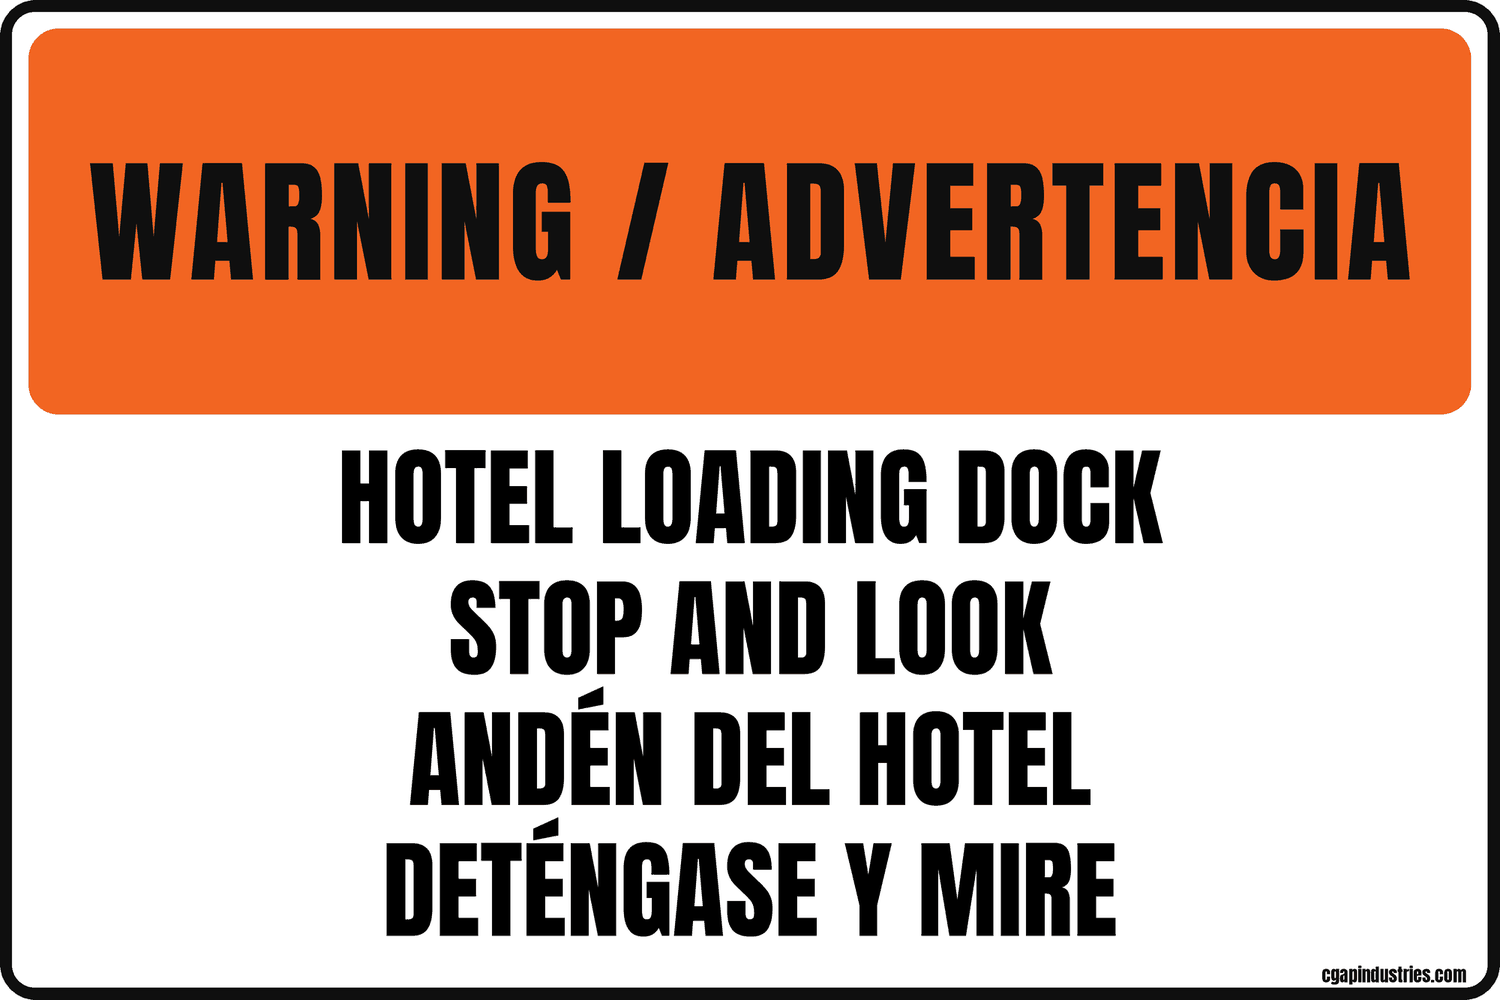 WARNING / ADVERTENCIA
HOTEL LOADING DOCK
STOP AND LOOK
ANDÉN DEL HOTEL
DETÉNGASE Y MIRE
cgapindustries.com